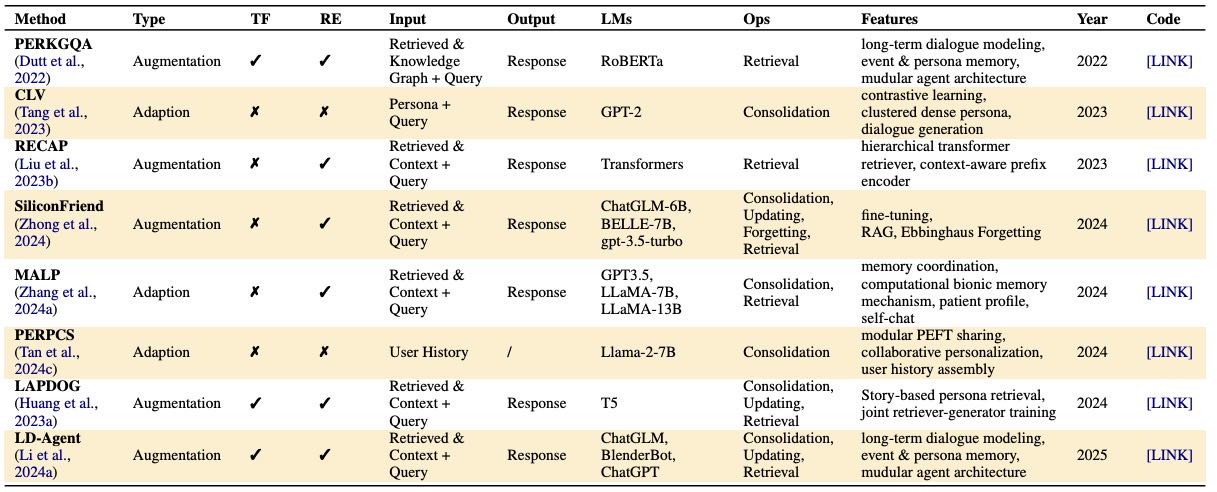 Method Type TF RE Input Output LMs Ops Features Year Code
PERKGQA
(Dutt et al.,
2022) Augmentation ✓ ✓ Retrieved &
Knowledge
Graph + Query Response RoBERTa Retrieval long-term dialogue modeling,
event & persona memory,
mudular agent architecture 2022 [LINK]
CLV
(Tang et al.,
2023) Adaption ✗ ✗ Persona +
Query Response GPT-2 Consolidation contrastive learning,
clustered dense persona,
dialogue generation 2023 [LINK]
RECAP
(Liu et al.,
2023b) Augmentation ✗ ✓ Retrieved &
Context +
Query Response Transformers Retrieval hierarchical transformer
retriever, context-aware prefix
encoder 2023 [LINK]
SiliconFriend
(Zhong et al.,
2024) Augmentation ✗ ✓ Retrieved &
Context +
Query Response ChatGLM-6B,
BELLE-7B,
gpt-3.5-turbo Consolidation,
Updating,
Forgetting,
Retrieval fine-tuning,
RAG, Ebbinghaus Forgetting 2024 [LINK]
MALP
(Zhang et al.,
2024a) Adaption ✗ ✓ Retrieved &
Context +
Query Response GPT3.5,
LLaMA-7B,
LLaMA-13B Consolidation,
Retrieval memory coordination,
computational bionic memory
mechanism, patient profile,
self-chat 2024 [LINK]
PERPCS
(Tan et al.,
2024c) Adaption ✗ ✗ User History / Llama-2-7B Consolidation modular PEFT sharing,
collaborative personalization,
user history assembly 2024 [LINK]
LAPDOG
(Huang et al.,
2023a) Augmentation ✓ ✓ Retrieved &
Context +
Query Response T5 Consolidation,
Updating,
Retrieval Story-based persona retrieval,
joint retriever-generator training 2024 [LINK]
LD-Agent
(Li et al.,
2024a) Augmentation ✓ ✓ Retrieved &
Context +
Query Response ChatGLM,
BlenderBot,
ChatGPT Consolidation,
Updating,
Retrieval long-term dialogue modeling,
event & persona memory,
mudular agent architecture 2025 [LINK]